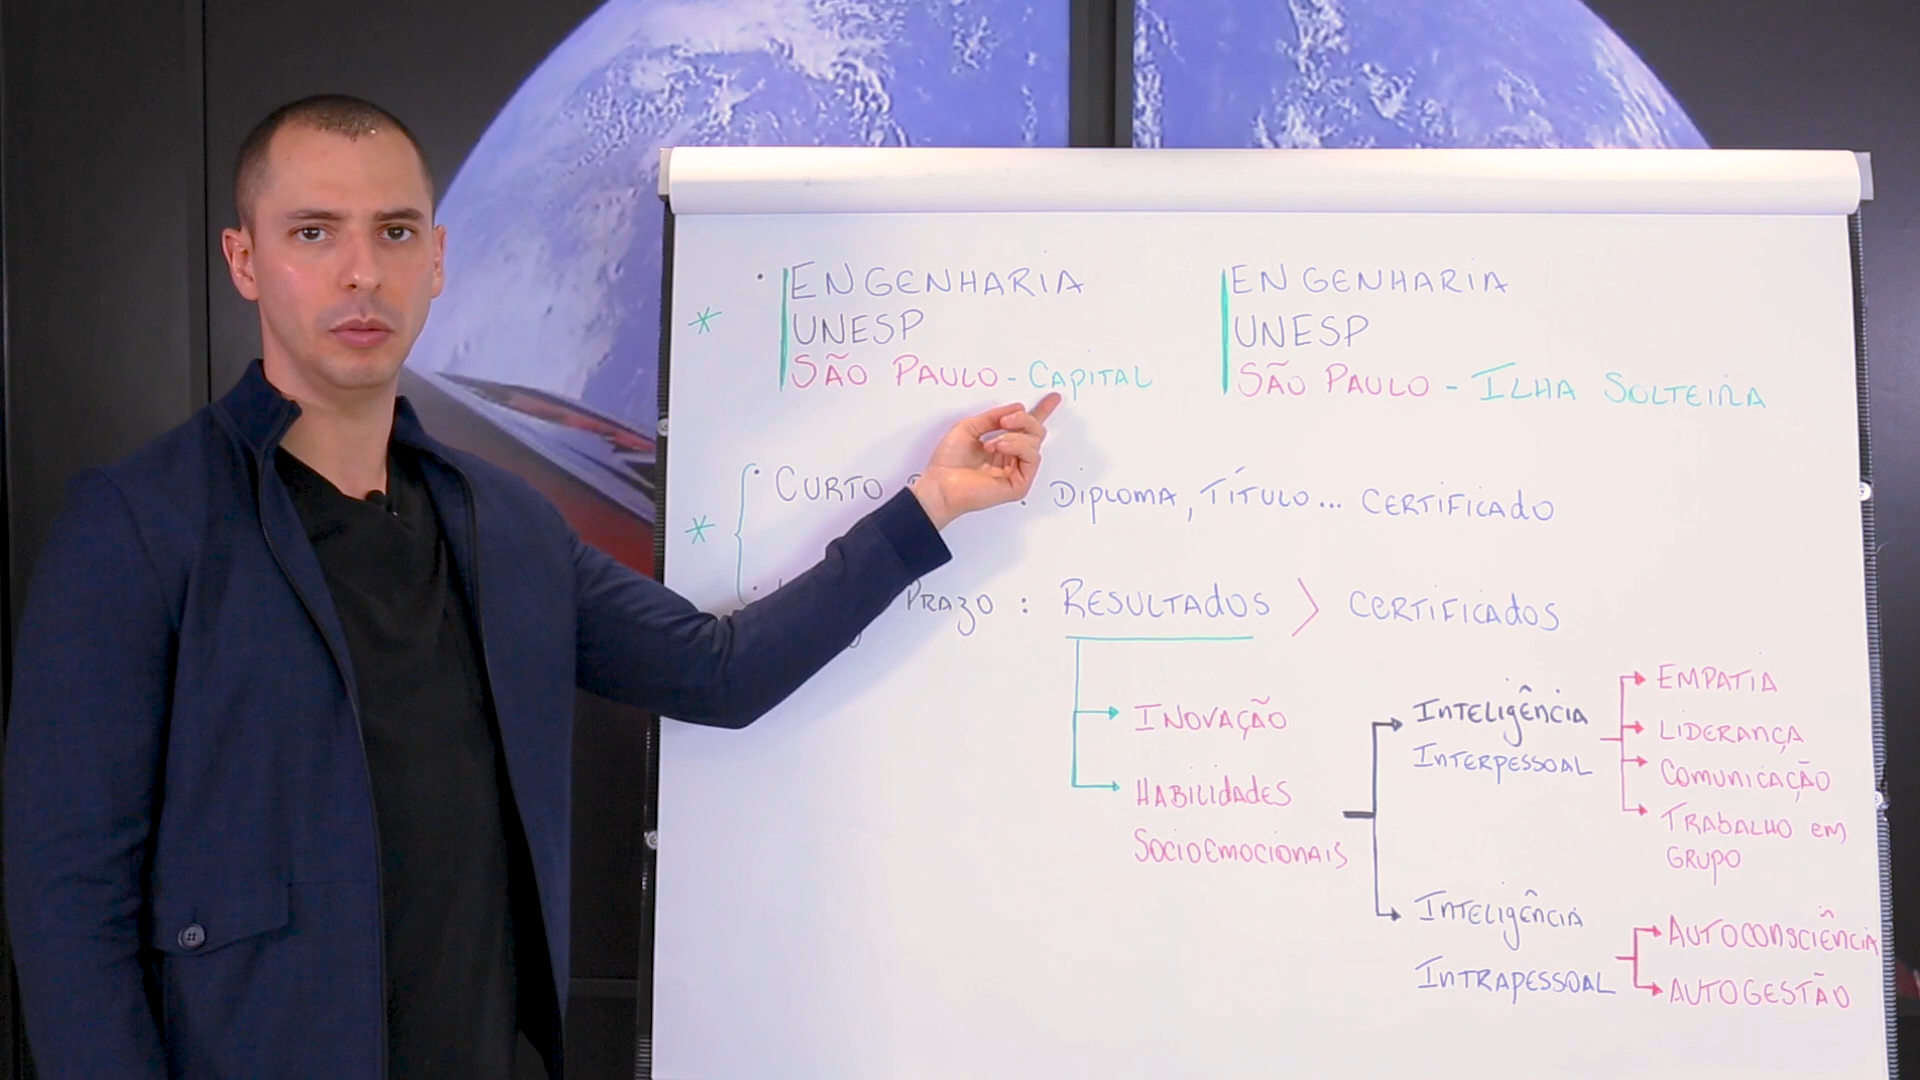 * • ENGENHARIA
UNESP
SÃO PAULO - CAPITAL
ENGENHARIA
UNESP
SÃO PAULO - ILHA SOLTEIRA
* • CURTO : DIPLOMA, TÍTULO... CERTIFICADO
• PRAZO : RESULTADOS > CERTIFICADOS
INOVAÇÃO
HABILIDADES
SOCIOEMOCIONAIS
INTELIGÊNCIA
INTERPESSOAL
EMPATIA
LIDERANÇA
COMUNICAÇÃO
TRABALHO EM
GRUPO
INTELIGÊNCIA
INTRAPESSOAL
AUTOCONSCIÊNCIA
AUTOGESTÃO